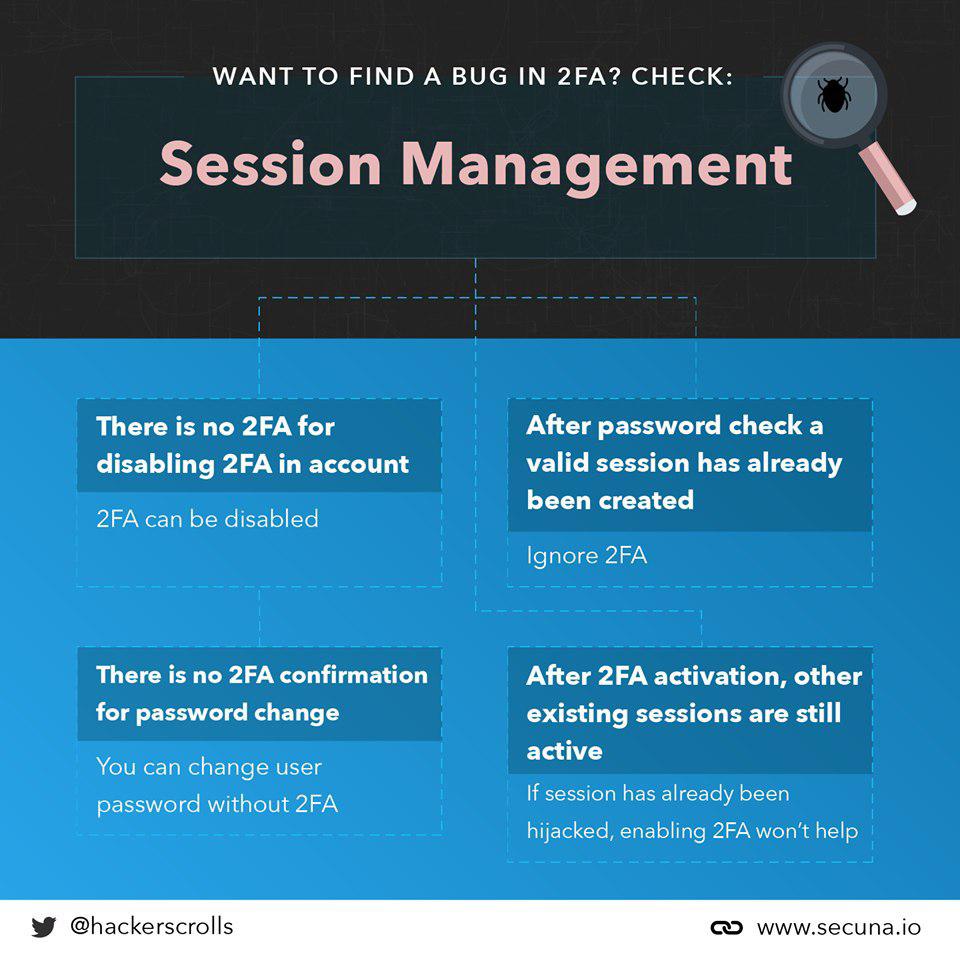 WANT TO FIND A BUG IN 2FA? CHECK:
Session Management
There is no 2FA for
disabling 2FA in account
2FA can be disabled
After password check a
valid session has already
been created
Ignore 2FA
There is no 2FA confirmation
for password change
You can change user
password without 2FA
After 2FA activation, other
existing sessions are still
active
If session has already been
hijacked, enabling 2FA won’t help
@hackerscrolls
www.secuna.io